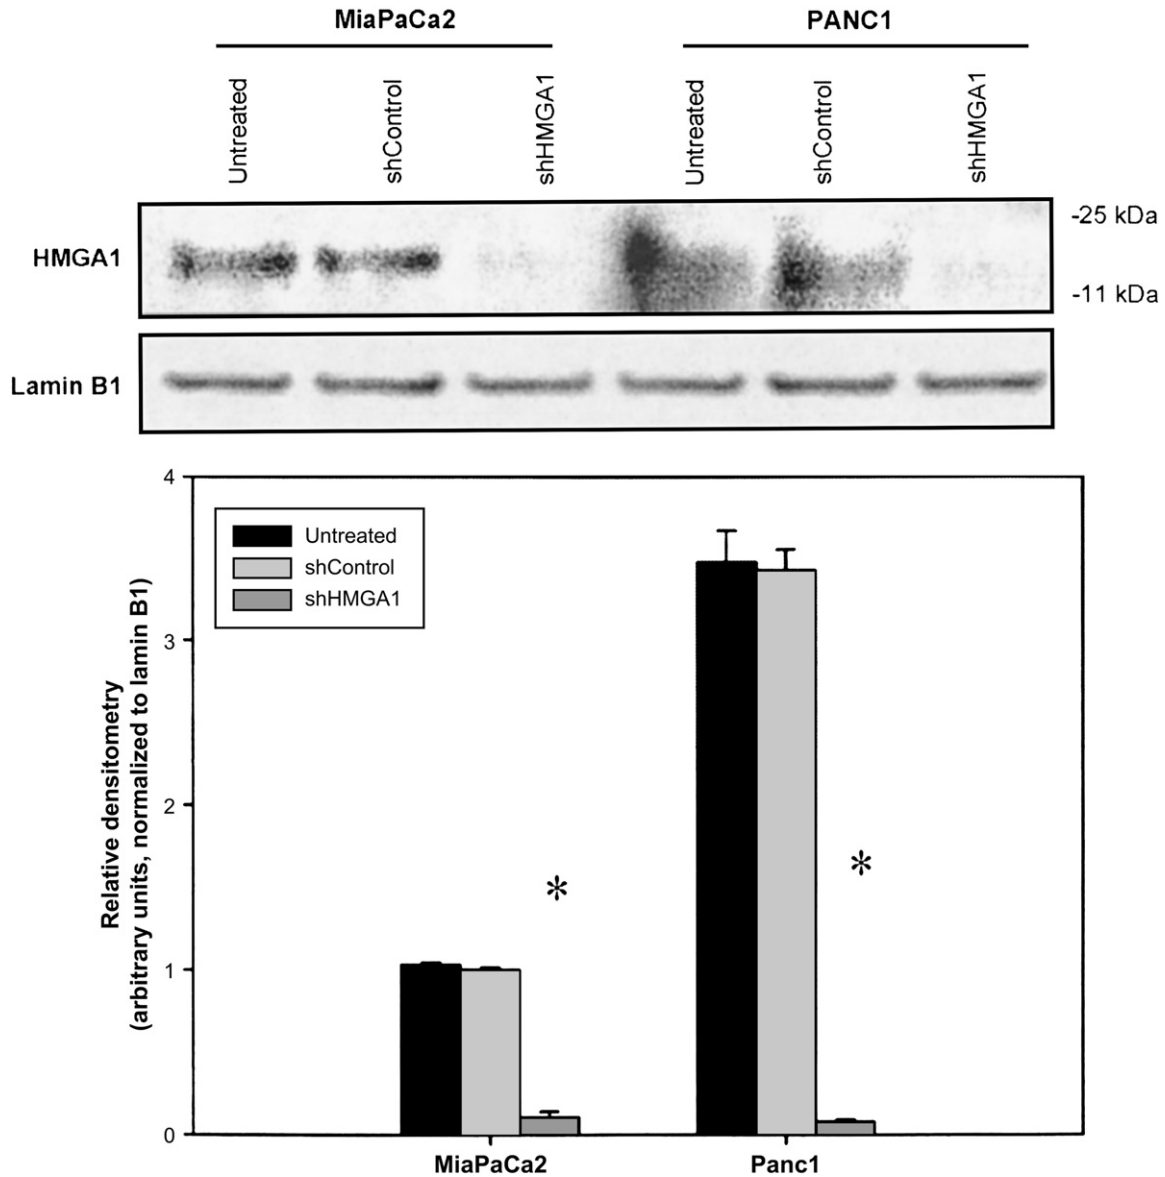 MiaPaCa2 PANC1
Untreated shControl shHMGA1 Untreated shControl shHMGA1
-25 kDa
HMGA1
-11 kDa
Lamin B1
4
Untreated
shControl
shHMGA1
3
2
1
0
Relative densitometry
(arbitrary units, normalized to lamin B1)
*
*
MiaPaCa2 Panc1